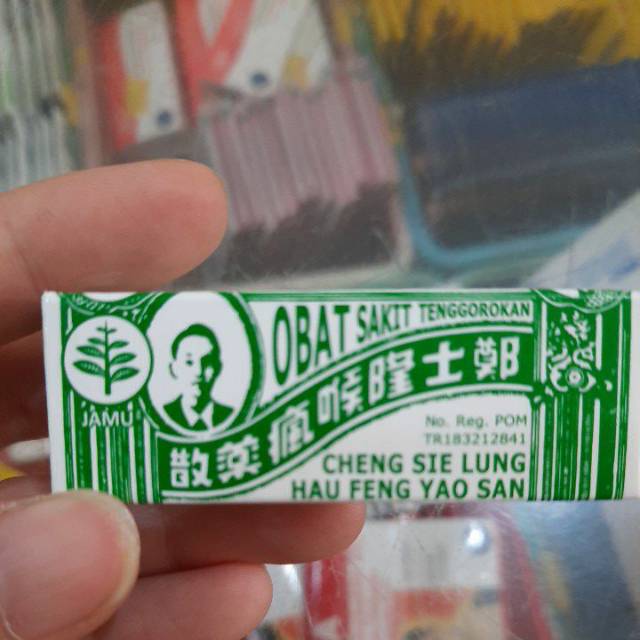 OBAT SAKIT TENGGOROKAN
鄭士隆喉瘋藥散
JAMU
No. Reg. POM
TR183212841
CHENG SIE LUNG
HAU FENG YAO SAN